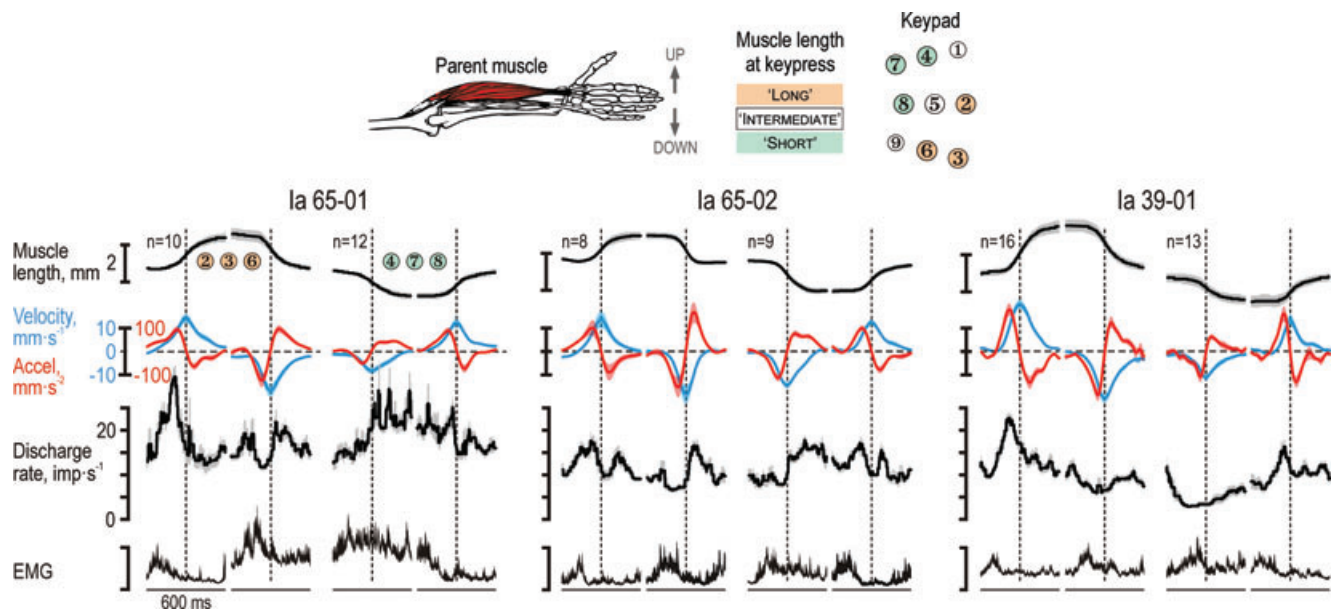 Parent muscle
UP
DOWN
Muscle length
at keypress
'LONG'
'INTERMEDIATE'
'SHORT'
Keypad
7 4 1
8 5 2
9 6 3
Ia 65-01
Ia 65-02
Ia 39-01
Muscle
length, mm
2
n=10
2 3 6
n=12
4 7 8
n=8
n=9
n=16
n=13
Velocity,
mm·s⁻¹
10
0
-10
Accel,
mm·s⁻²
100
-100
Discharge
rate, imp·s⁻¹
20
0
EMG
600 ms